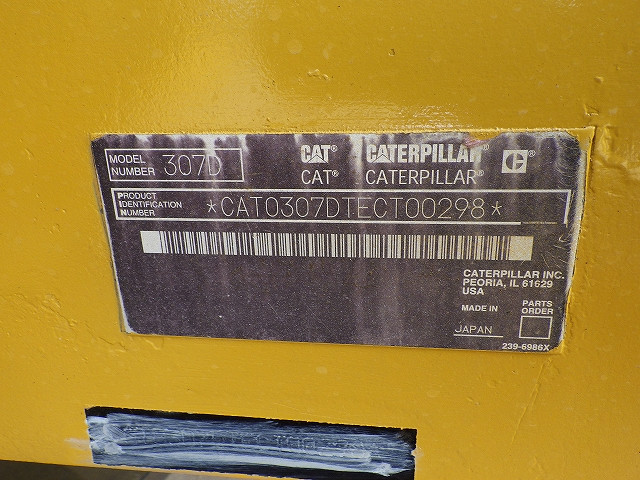 MODEL NUMBER 307D
CAT® CATERPILLAR® C®
CAT® CATERPILLAR®
PRODUCT IDENTIFICATION NUMBER *CAT0307DTECT00298*
CATERPILLAR INC.
PEORIA, IL 61629
USA
MADE IN JAPAN
PARTS ORDER
239-6986X